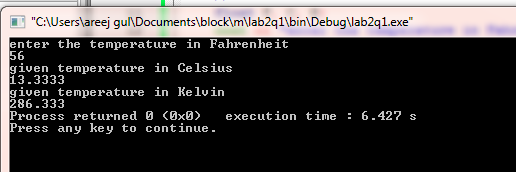 "C:\Users\areej gul\Documents\block\m\lab2q1\bin\Debug\lab2q1.exe"
enter the temperature in Fahrenheit
56
given temperature in Celsius
13.3333
given temperature in Kelvin
286.333
Process returned 0 (0x0)   execution time : 6.427 s
Press any key to continue.